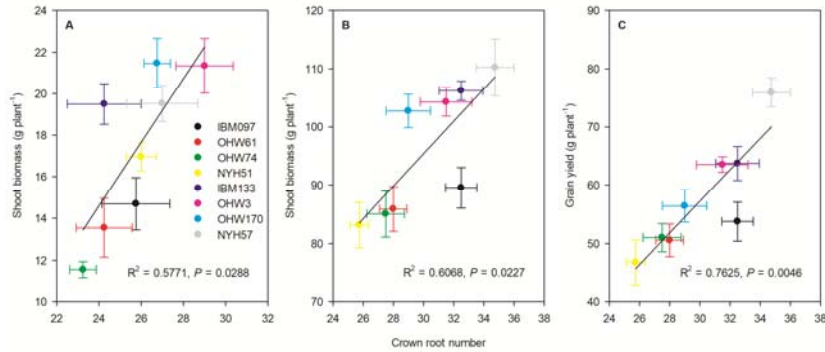 A
B
C
Shoot biomass (g plant⁻¹)
24
22
20
18
16
14
12
10
IBM097
OHW61
OHW74
NYH51
IBM133
OHW3
OHW170
NYH57
R² = 0.5771, P = 0.0288
22 24 26 28 30 32
Shoot biomass (g plant⁻¹)
120
110
100
90
80
70
R² = 0.6068, P = 0.0227
24 26 28 30 32 34 36 38
Grain yield (g plant⁻¹)
90
80
70
60
50
40
R² = 0.7625, P = 0.0046
24 26 28 30 32 34 36 38
Crown root number